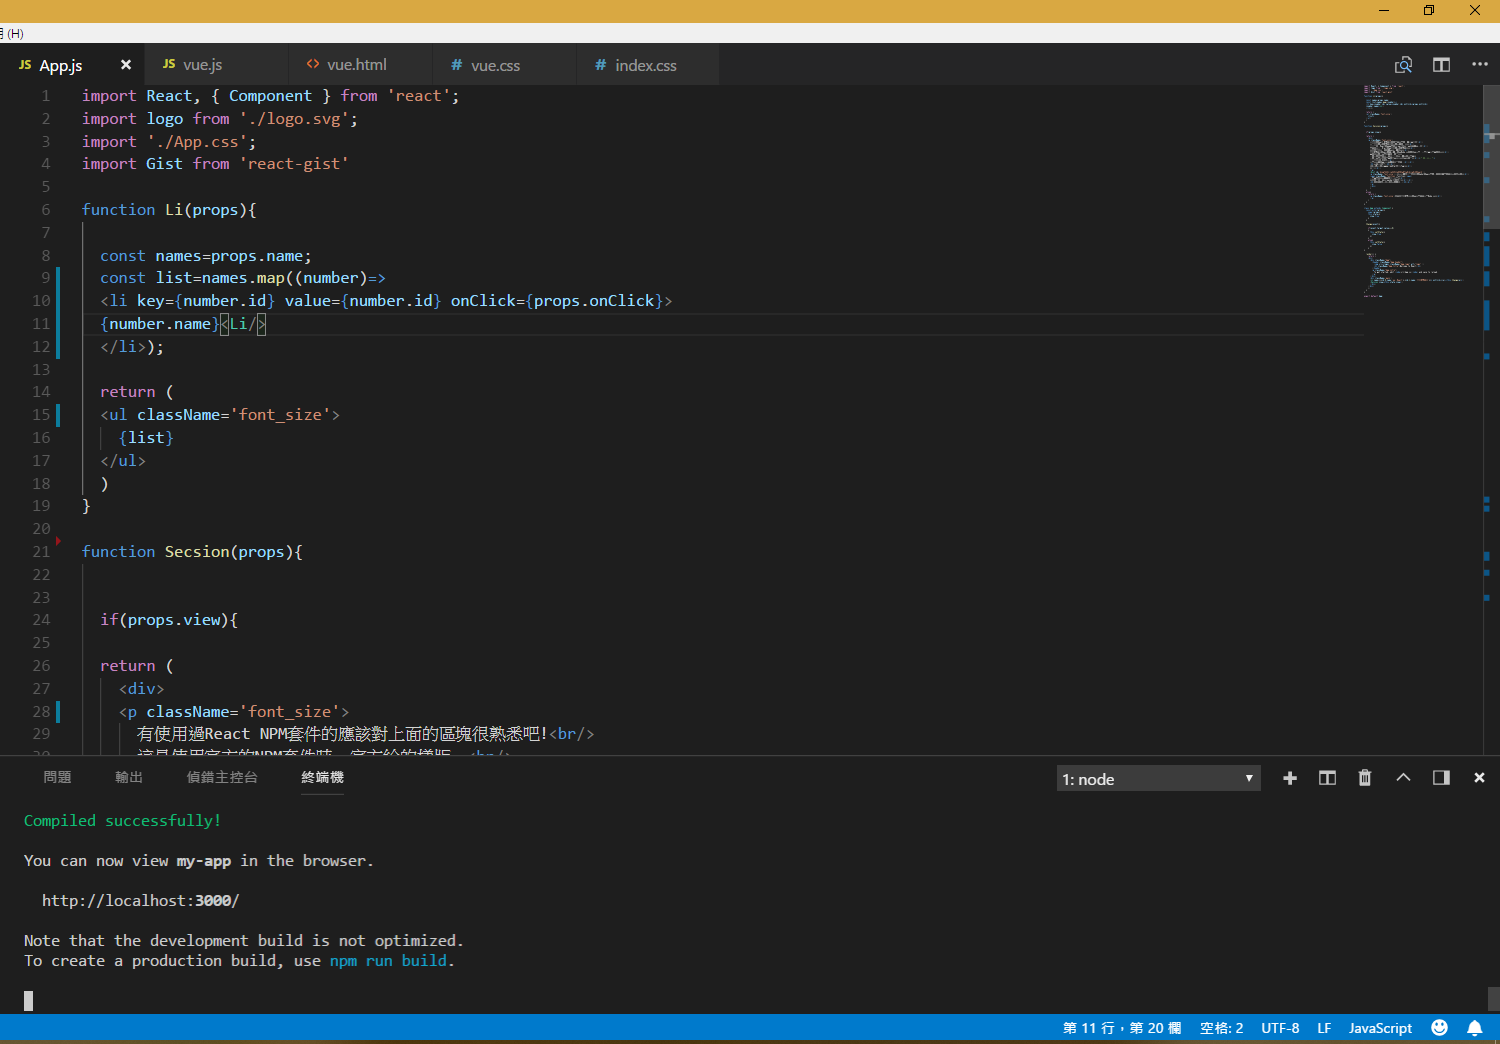 (H)
JS App.js
JS vue.js
<> vue.html
# vue.css
# index.css
1 import React, { Component } from 'react';
2 import logo from './logo.svg';
3 import './App.css';
4 import Gist from 'react-gist'
5
6 function Li(props){
7
8 const names=props.name;
9 const list=names.map((number)=>
10 <li key={number.id} value={number.id} onClick={props.onClick}>
11 {number.name}<Li/>
12 </li>);
13
14 return (
15 <ul className='font_size'>
16 {list}
17 </ul>
18 )
19 }
20
21 function Secsion(props){
22
23
24 if(props.view){
25
26 return (
27 <div>
28 <p className='font_size'>
29 有使用過React NPM套件的應該對上面的區塊很熟悉吧!<br/>
問題 輸出 偵錯主控台 終端機
1: node
Compiled successfully!
You can now view my-app in the browser.
http://localhost:3000/
Note that the development build is not optimized.
To create a production build, use npm run build.
第 11 行，第 20 欄 空格: 2 UTF-8 LF JavaScript